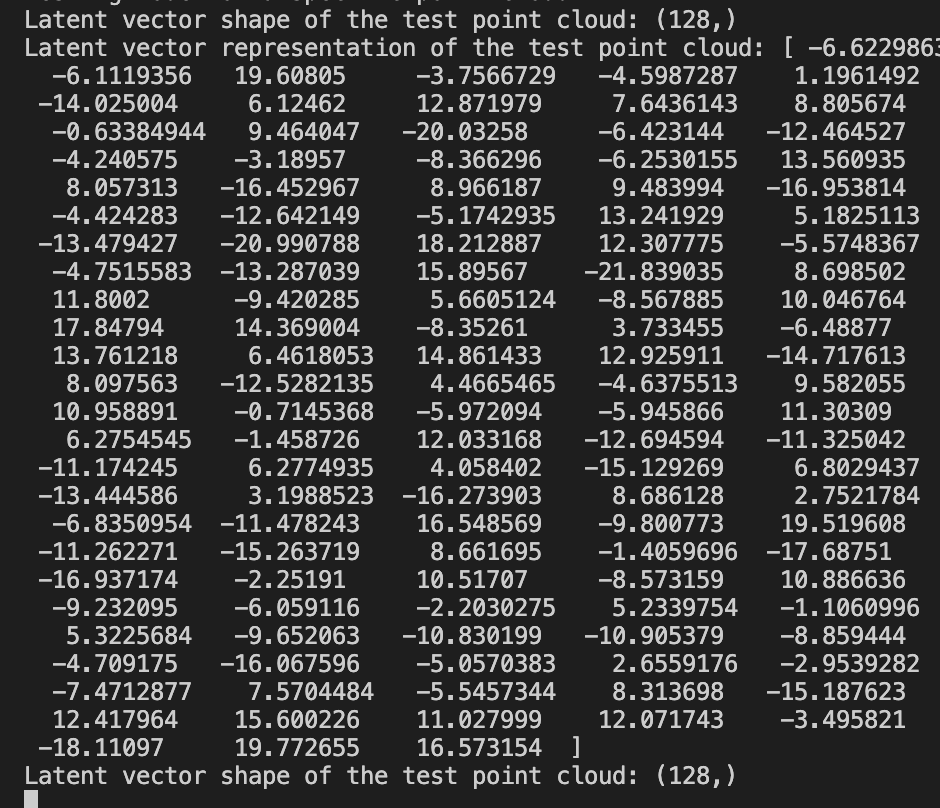 Latent vector shape of the test point cloud: (128,)
Latent vector representation of the test point cloud: [ -6.6229863
-6.1119356 19.60805 -3.7566729 -4.5987287 1.1961492
-14.025004 6.12462 12.871979 7.6436143 8.805674
-0.63384944 9.464047 -20.03258 -6.423144 -12.464527
-4.240575 -3.18957 -8.366296 -6.2530155 13.560935
8.057313 -16.452967 8.966187 9.483994 -16.953814
-4.424283 -12.642149 -5.1742935 13.241929 5.1825113
-13.479427 -20.990788 18.212887 12.307775 -5.5748367
-4.7515583 -13.287039 15.89567 -21.839035 8.698502
11.8002 -9.420285 5.6605124 -8.567885 10.046764
17.84794 14.369004 -8.35261 3.733455 -6.48877
13.761218 6.4618053 14.861433 12.925911 -14.717613
8.097563 -12.5282135 4.4665465 -4.6375513 9.582055
10.958891 -0.7145368 -5.972094 -5.945866 11.30309
6.2754545 -1.458726 12.033168 -12.694594 -11.325042
-11.174245 6.2774935 4.058402 -15.129269 6.8029437
-13.444586 3.1988523 -16.273903 8.686128 2.7521784
-6.8350954 -11.478243 16.548569 -9.800773 19.519608
-11.262271 -15.263719 8.661695 -1.4059696 -17.68751
-16.937174 -2.25191 10.51707 -8.573159 10.886636
-9.232095 -6.059116 -2.2030275 5.2339754 -1.1060996
5.3225684 -9.652063 -10.830199 -10.905379 -8.859444
-4.709175 -16.067596 -5.0570383 2.6559176 -2.9539282
-7.4712877 7.5704484 -5.5457344 8.313698 -15.187623
12.417964 15.600226 11.027999 12.071743 -3.495821
-18.11097 19.772655 16.573154 ]
Latent vector shape of the test point cloud: (128,)